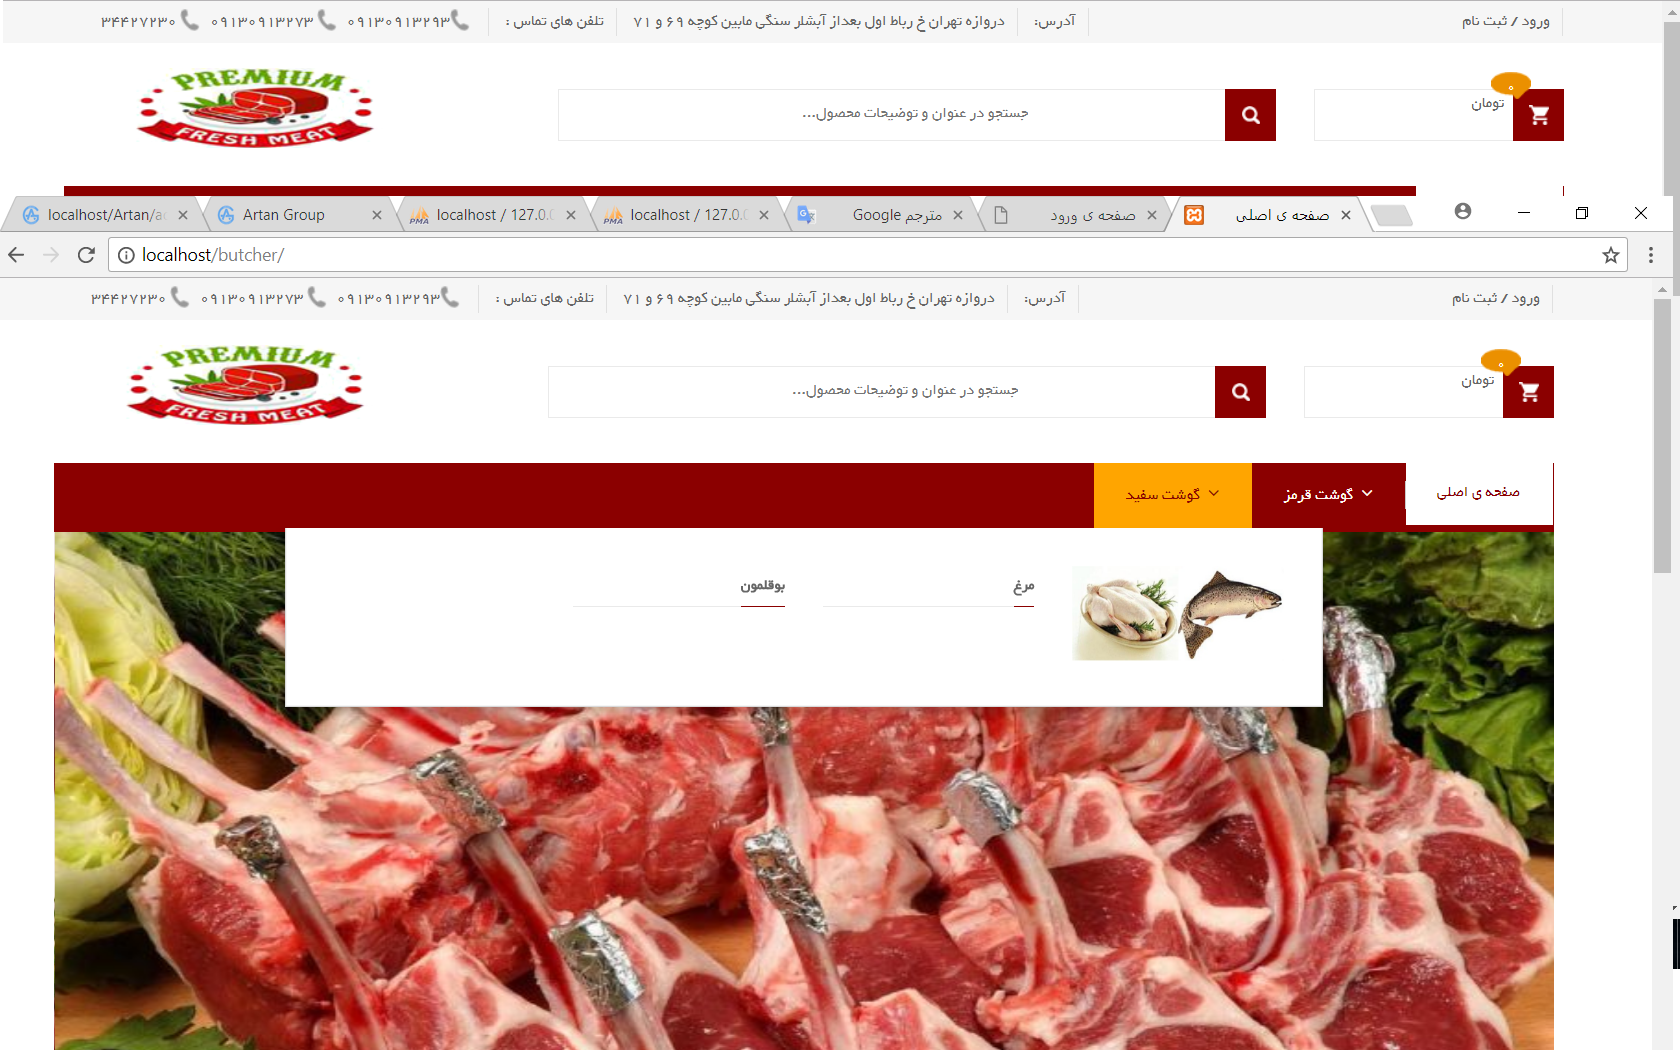 ورود / ثبت نام
آدرس: دروازه تهران خ رباط اول بعداز آبشلر سنگی مابین کوچه ۶۹ و ۷۱
تلفن های تماس : ۰۹۱۳۰۹۱۳۲۹۳ ۰۹۱۳۰۹۱۳۲۷۳ ۳۴۴۲۷۲۳۰
۰
تومان
جستجو در عنوان و توضیحات محصول...
PREMIUM
FRESH MEAT
localhost/Artan/a
Artan Group
localhost / 127.0.0
localhost / 127.0.0
مترجم Google
صفحه ی ورود
صفحه ی اصلی
localhost/butcher/
ورود / ثبت نام
آدرس: دروازه تهران خ رباط اول بعداز آبشلر سنگی مابین کوچه ۶۹ و ۷۱
تلفن های تماس : ۰۹۱۳۰۹۱۳۲۹۳ ۰۹۱۳۰۹۱۳۲۷۳ ۳۴۴۲۷۲۳۰
۰
تومان
جستجو در عنوان و توضیحات محصول...
PREMIUM
FRESH MEAT
صفحه ی اصلی
گوشت قرمز
گوشت سفید
مرغ
بوقلمون